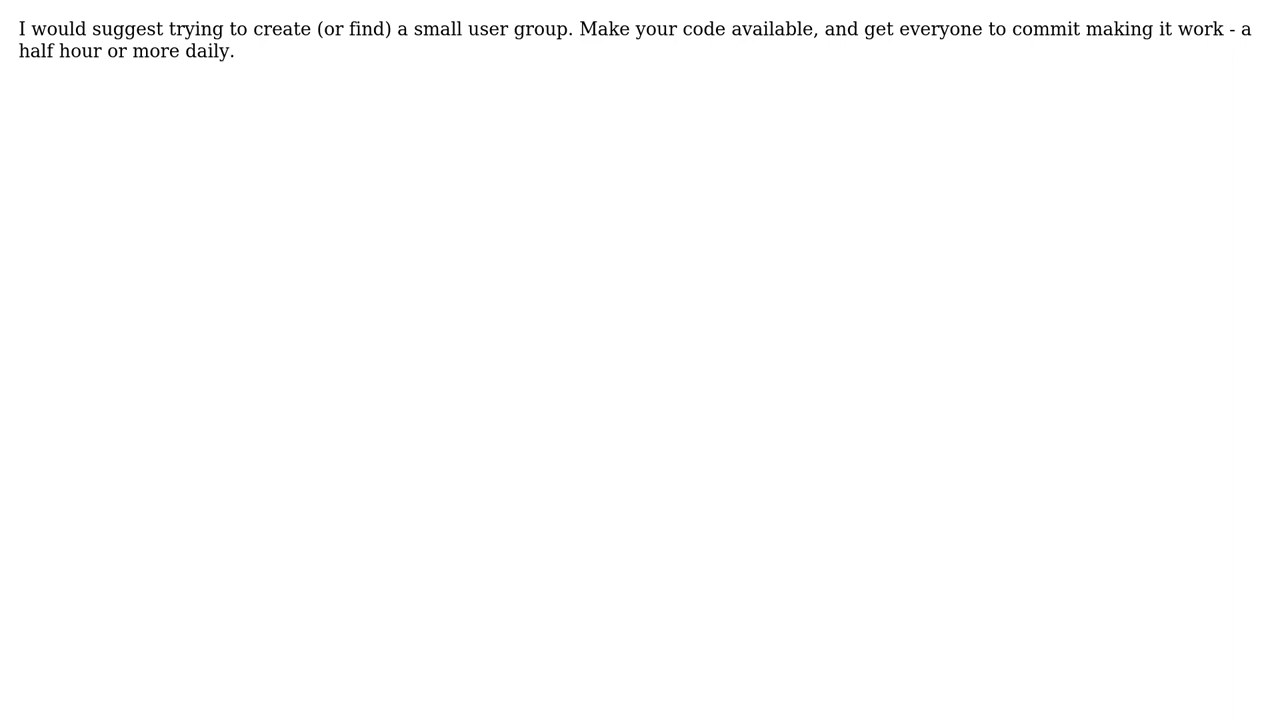 I would suggest trying to create (or find) a small user group. Make your code available, and get everyone to commit making it work - a
half hour or more daily.